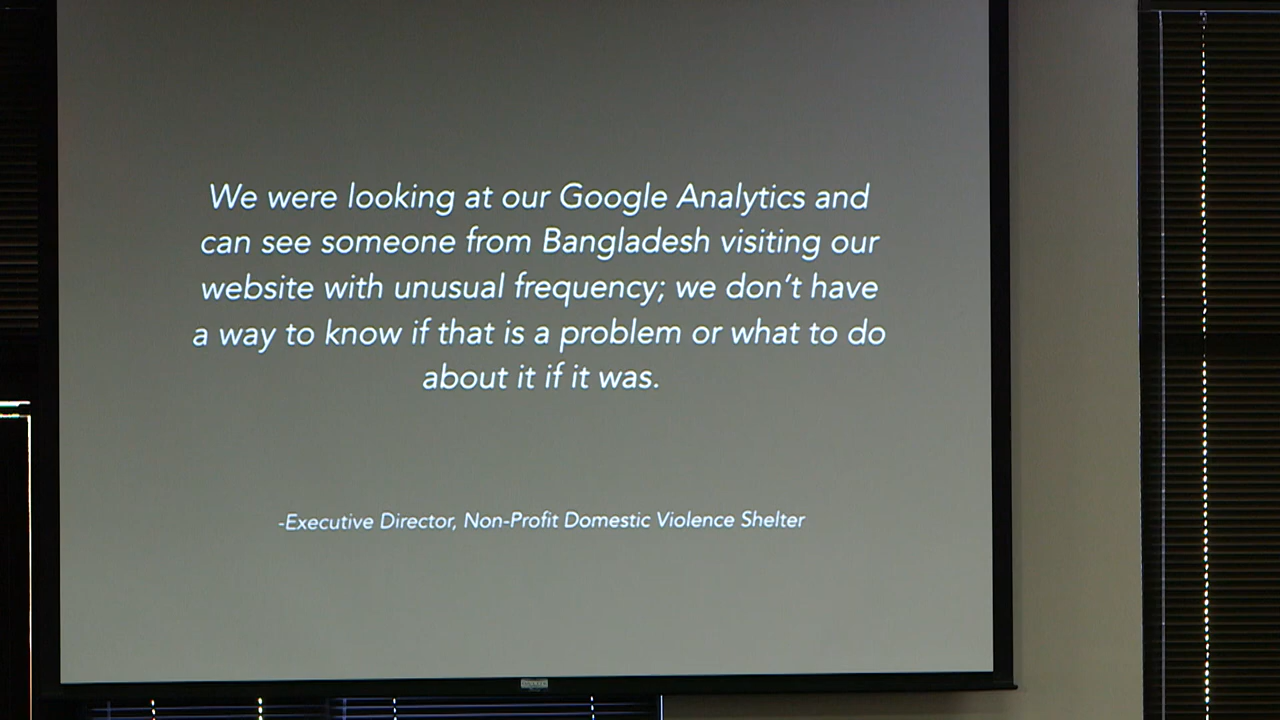 We were looking at our Google Analytics and
can see someone from Bangladesh visiting our
website with unusual frequency; we don't have
a way to know if that is a problem or what to do
about it if it was.
-Executive Director, Non-Profit Domestic Violence Shelter